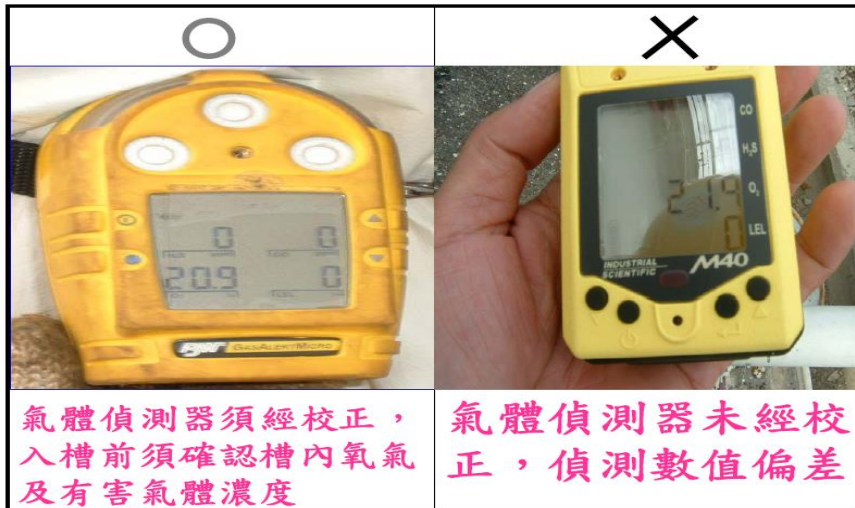 ○
×
0
0
20.9
0
BW
GASALERTMICRO
CO
H₂S
O₂
21.9
0
LEL
INDUSTRIAL
SCIENTIFIC
M40
氣體偵測器須經校正，
入槽前須確認槽內氧氣
及有害氣體濃度
氣體偵測器未經校
正，偵測數值偏差